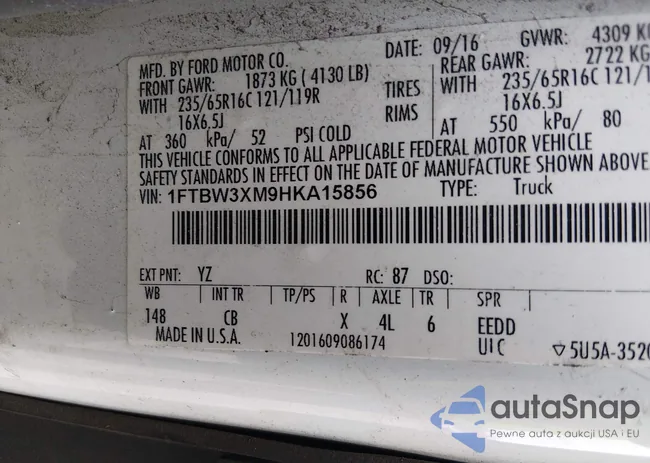 MFD. BY FORD MOTOR CO.
DATE: 09/16 GVWR: 4309 KG
FRONT GAWR: 1873 KG ( 4130 LB)
REAR GAWR: 2722 KG
WITH 235/65R16C 121/119R TIRES WITH 235/65R16C 121/
16X6.5J RIMS 16X6.5J
AT 360 kPa/ 52 PSI COLD AT 550 kPa/ 80
THIS VEHICLE CONFORMS TO ALL APPLICABLE FEDERAL MOTOR VEHICLE
SAFETY STANDARDS IN EFFECT ON THE DATE OF MANUFACTURE SHOWN ABOVE
VIN: 1FTBW3XM9HKA15856 TYPE: Truck
EXT PNT: YZ RC: 87 DSO:
WB INT TR TP/PS R AXLE TR SPR
148 CB X 4L 6 EEDD
MADE IN U.S.A. 1201609086174 UIC ▽5U5A-3520
autaSnap
Pewne auta z aukcji USA i EU